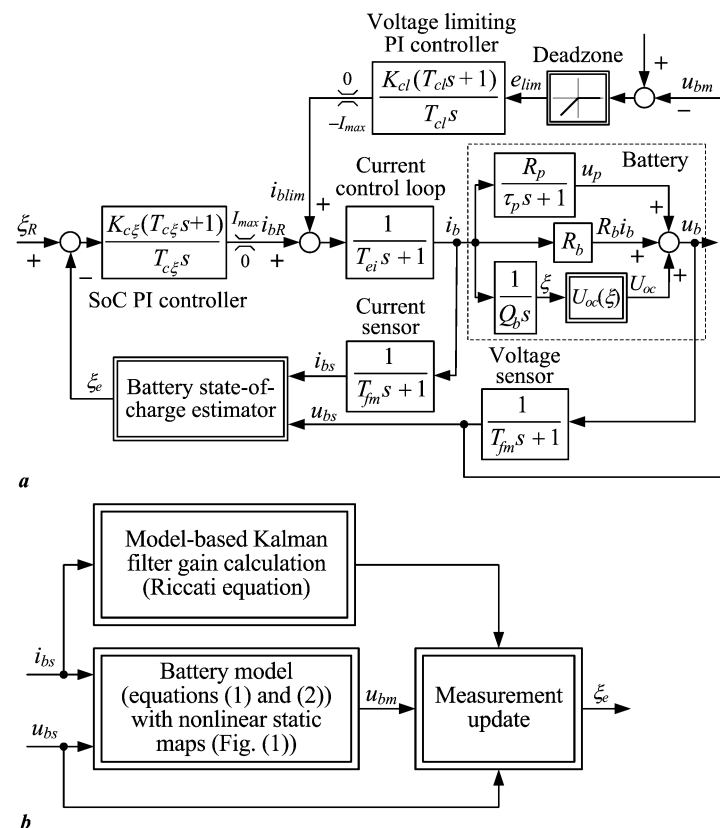 Voltage limiting
PI controller
Deadzone
0
−I_max
K_cl(T_cl s+1)
T_cl s
e_lim
+
−
u_bm
i_blim
+
Current
control loop
Battery
R_p
τ_p s+1
u_p
ξ_R
+
−
K_cξ(T_cξ s+1)
T_cξ s
I_max
0
i_bR
+
1
T_ei s+1
i_b
R_b
R_b i_b
+
+
+
u_b
SoC PI controller
1
Q_b s
ξ
U_oc(ξ)
U_oc
Current
sensor
ξ_e
Battery state-of-
charge estimator
i_bs
1
T_fm s+1
u_bs
Voltage
sensor
1
T_fm s+1
a
Model-based Kalman
filter gain calculation
(Riccati equation)
i_bs
Battery model
(equations (1) and (2))
with nonlinear static
maps (Fig. (1))
u_bm
Measurement
update
ξ_e
u_bs
b